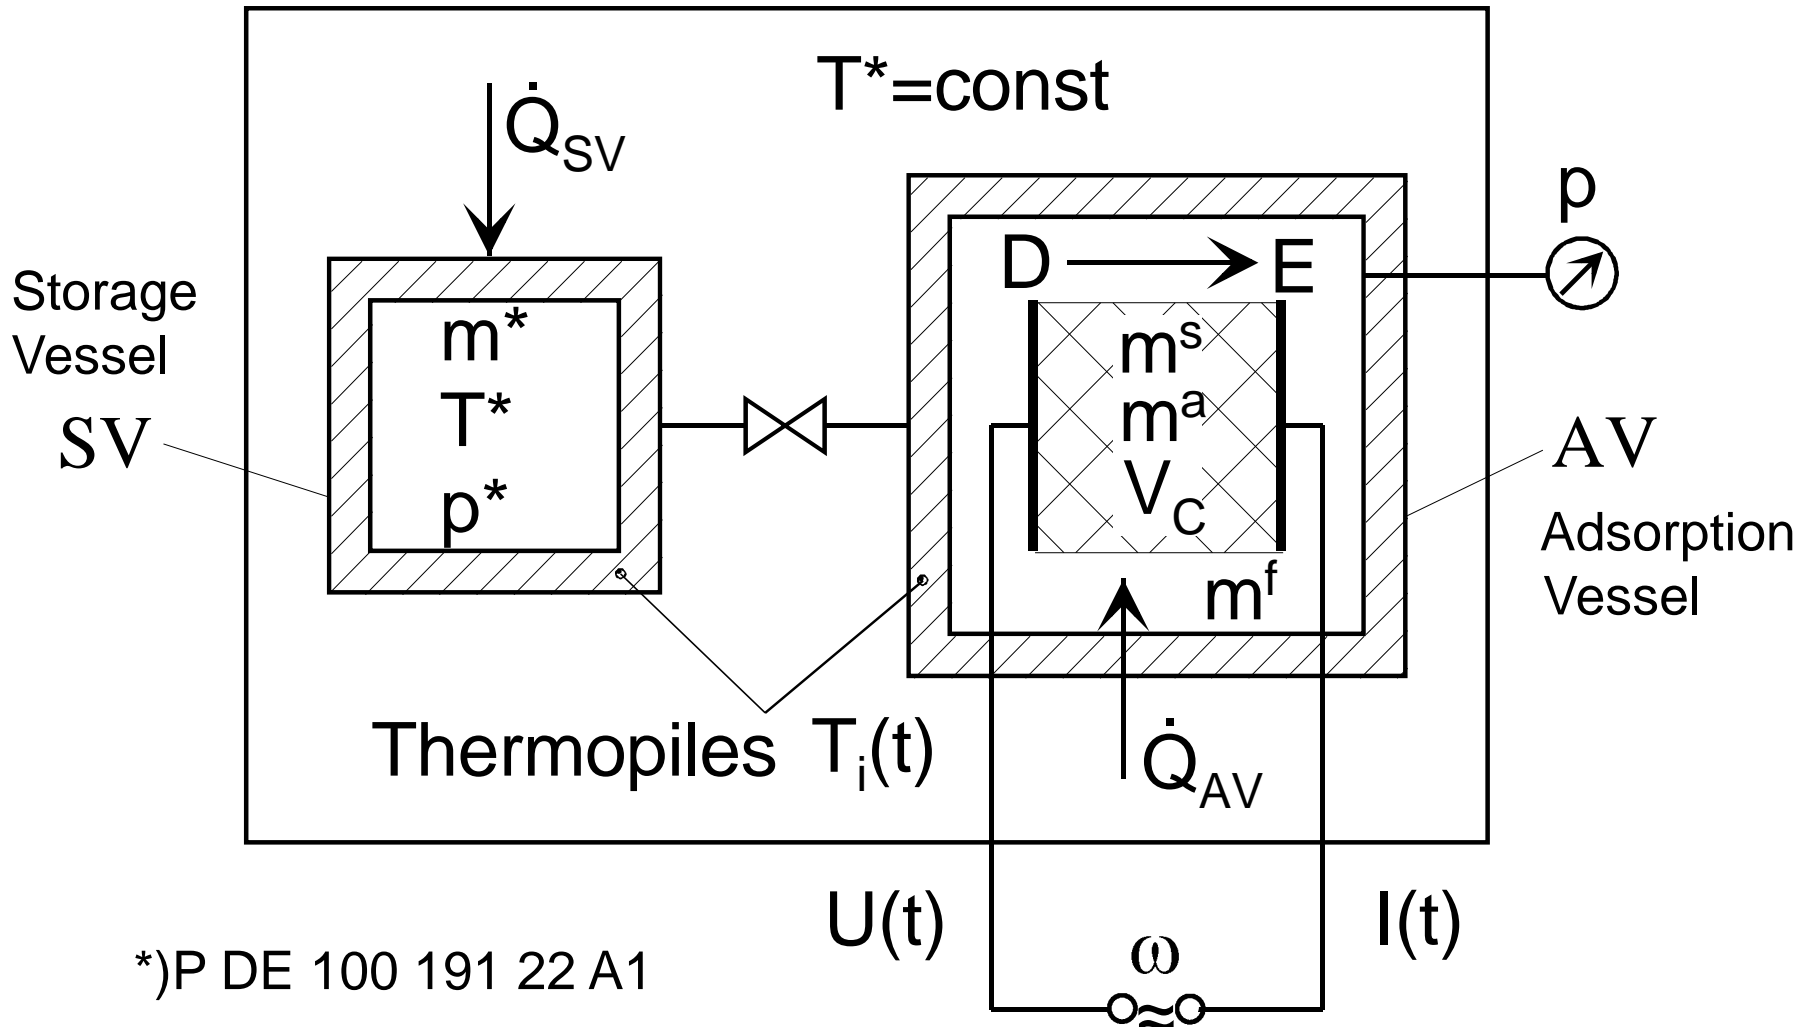 T*=const
Q̇SV
p
D E
Storage
Vessel
SV
m*
T*
p*
mˢ
mᵃ
VC
mᶠ
AV
Adsorption
Vessel
Thermopiles Tᵢ(t)
Q̇AV
U(t) I(t)
ω
≈
*)P DE 100 191 22 A1